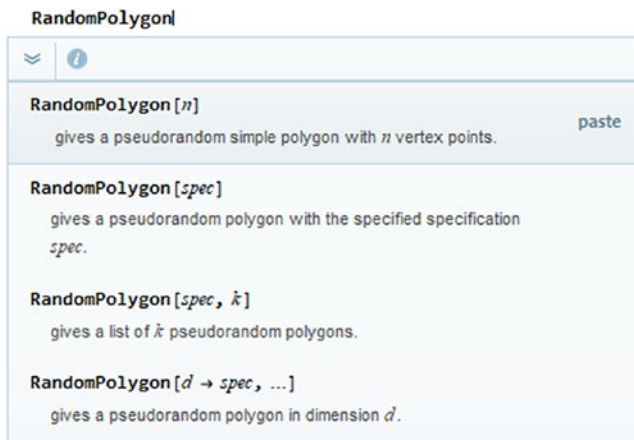 RandomPolygon
RandomPolygon[n]
gives a pseudorandom simple polygon with n vertex points.
paste
RandomPolygon[spec]
gives a pseudorandom polygon with the specified specification
spec.
RandomPolygon[spec, k]
gives a list of k pseudorandom polygons.
RandomPolygon[d → spec, ...]
gives a pseudorandom polygon in dimension d.